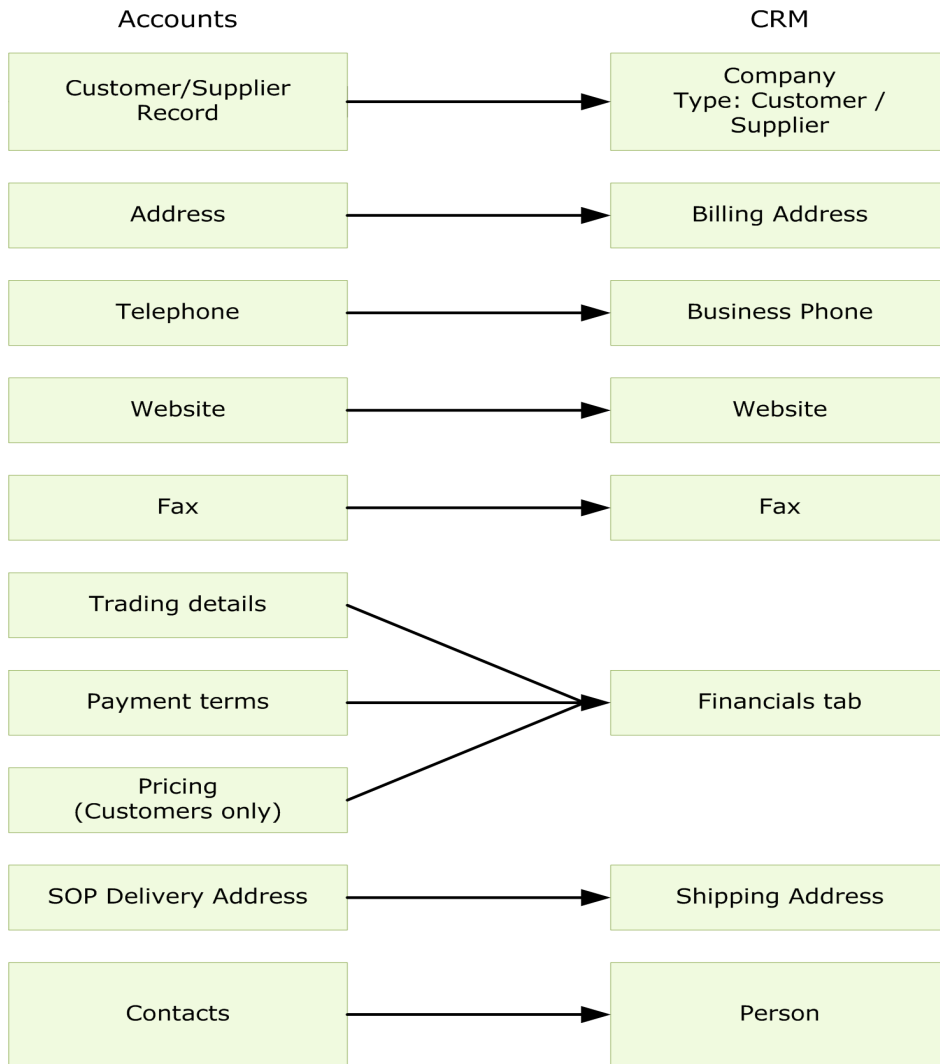 Accounts
CRM
Customer/Supplier
Record
Company
Type: Customer /
Supplier
Address
Billing Address
Telephone
Business Phone
Website
Website
Fax
Fax
Trading details
Payment terms
Financials tab
Pricing
(Customers only)
SOP Delivery Address
Shipping Address
Contacts
Person